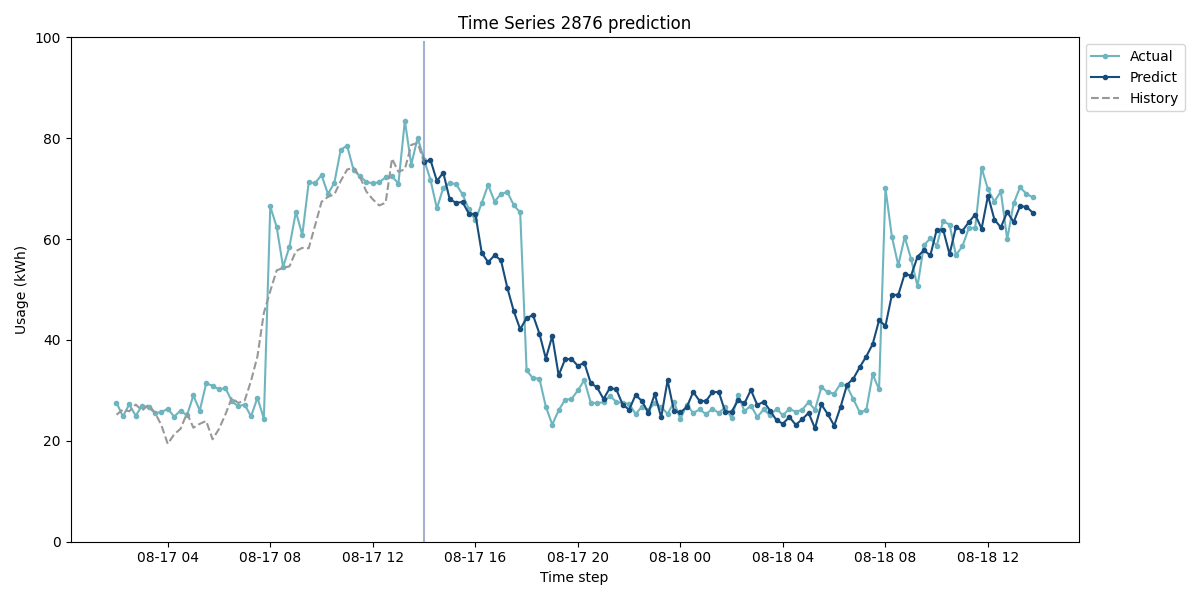 Time Series 2876 prediction
Usage (kWh)
100
80
60
40
20
0
08-17 04
08-17 08
08-17 12
08-17 16
08-17 20
08-18 00
08-18 04
08-18 08
08-18 12
Time step
Actual
Predict
History